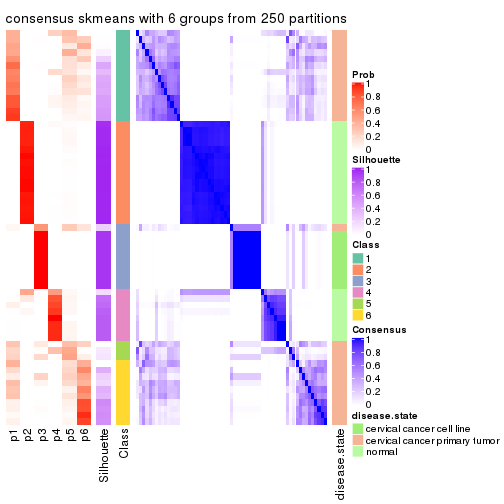 consensus skmeans with 6 groups from 250 partitions
Prob
1
0.8
0.6
0.4
0.2
0
Silhouette
1
0.8
0.6
0.4
0.2
0
Class
1
2
3
4
5
6
Consensus
1
0.8
0.6
0.4
0.2
0
disease.state
cervical cancer cell line
cervical cancer primary tumor
normal
p1
p2
p3
p4
p5
p6
Silhouette
Class
disease.state